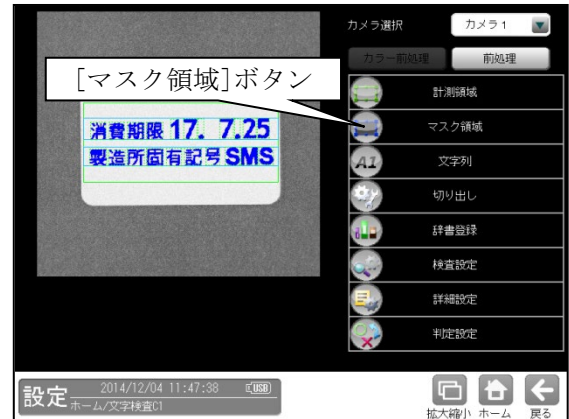 カメラ選択
カメラ1
カラー前処理
前処理
[マスク領域]ボタン
計測領域
消費期限 17. 7.25
マスク領域
製造所固有記号 SMS
A1
文字列
切り出し
辞書登録
検査設定
詳細設定
判定設定
設定
2014/12/04 11:47:38
USB
ホーム/文字検査C1
拡大縮小
ホーム
戻る